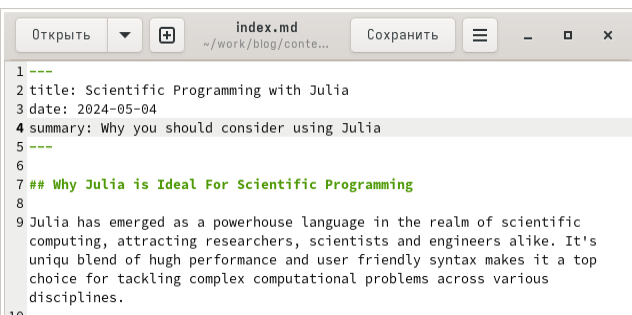 Открыть
index.md
~/work/blog/conte...
Сохранить
1 ---
2 title: Scientific Programming with Julia
3 date: 2024-05-04
4 summary: Why you should consider using Julia
5 ---
6
7 ## Why Julia is Ideal For Scientific Programming
8
9 Julia has emerged as a powerhouse language in the realm of scientific
computing, attracting researchers, scientists and engineers alike. It's
uniqu blend of hugh performance and user friendly syntax makes it a top
choice for tackling complex computational problems across various
disciplines.